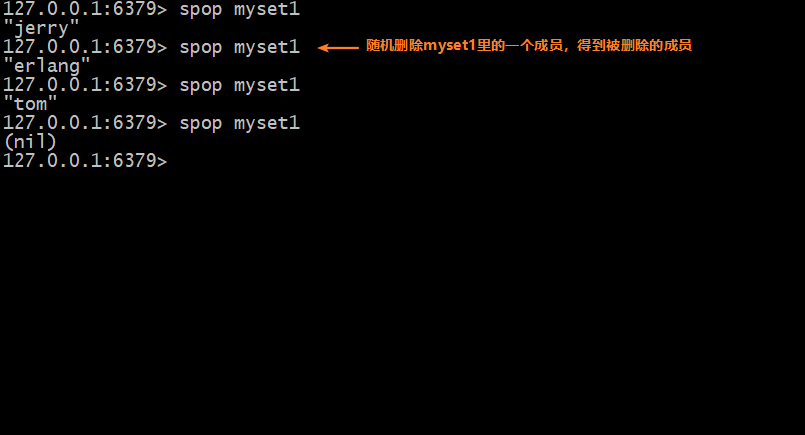 127.0.0.1:6379> spop myset1
"jerry"
127.0.0.1:6379> spop myset1 随机删除myset1里的一个成员，得到被删除的成员
"erlang"
127.0.0.1:6379> spop myset1
"tom"
127.0.0.1:6379> spop myset1
(nil)
127.0.0.1:6379>